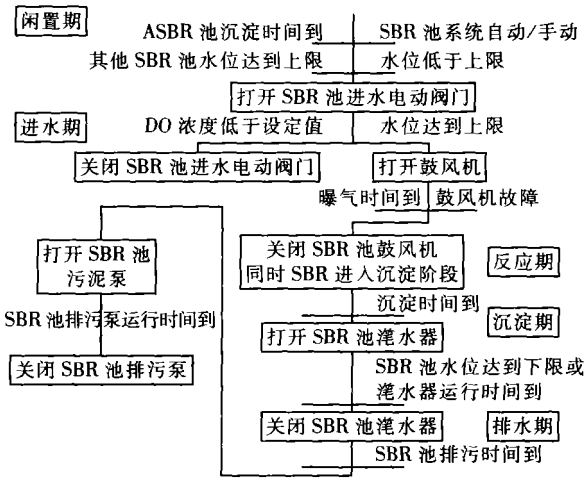 闲置期
ASBR 池沉淀时间到
SBR 池系统自动/手动
其他 SBR 池水位达到上限
水位低于上限
打开 SBR 池进水电动阀门
进水期
DO 浓度低于设定值
水位达到上限
关闭 SBR 池进水电动阀门
打开鼓风机
曝气时间到
鼓风机故障
打开 SBR 池
污泥泵
关闭 SBR 池鼓风机
同时 SBR 进入沉淀阶段
反应期
沉淀时间到
SBR 池排污泵运行时间到
打开 SBR 池滗水器
沉淀期
关闭 SBR 池排污泵
SBR 池水位达到下限或
滗水器运行时间到
关闭 SBR 池滗水器
排水期
SBR 池排污时间到